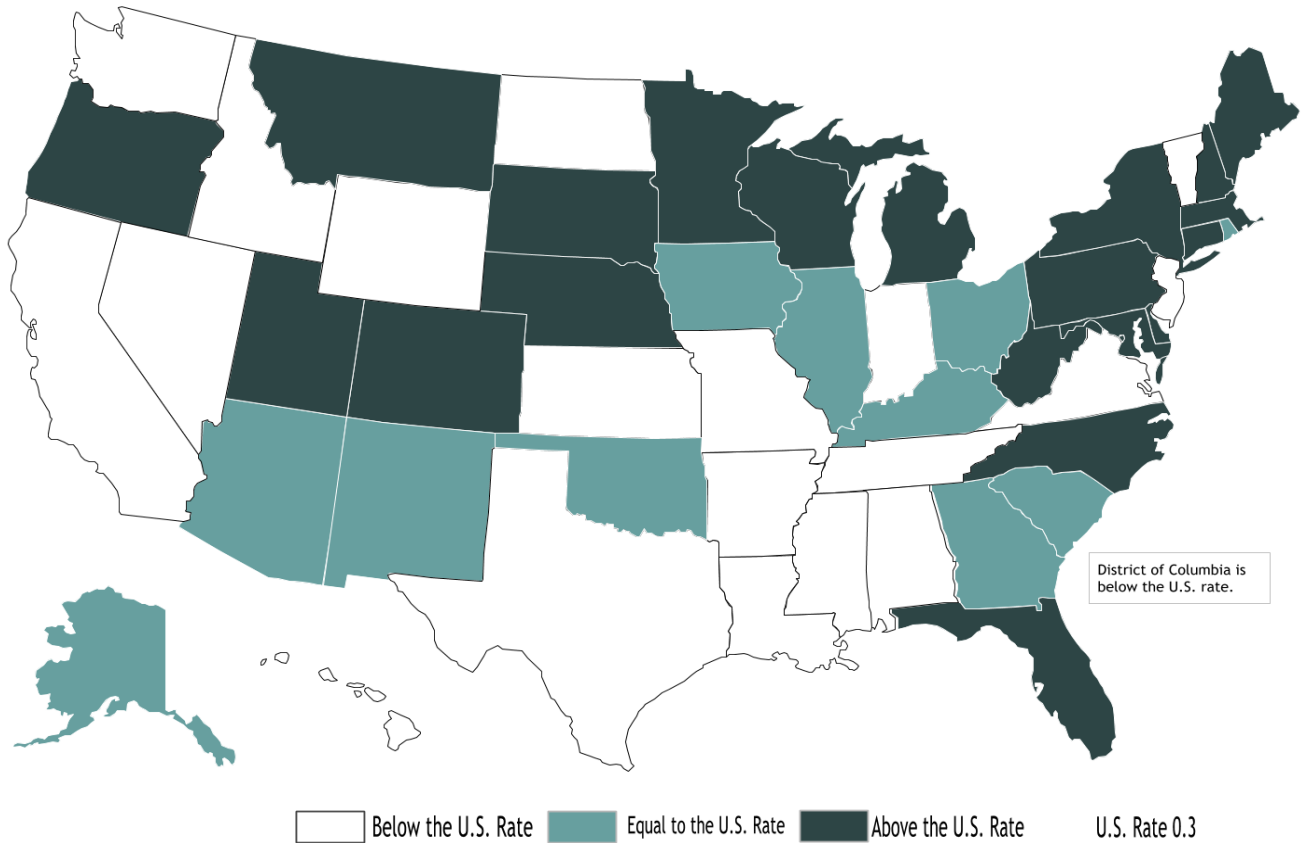 District of Columbia is
below the U.S. rate.
Below the U.S. Rate
Equal to the U.S. Rate
Above the U.S. Rate
U.S. Rate 0.3